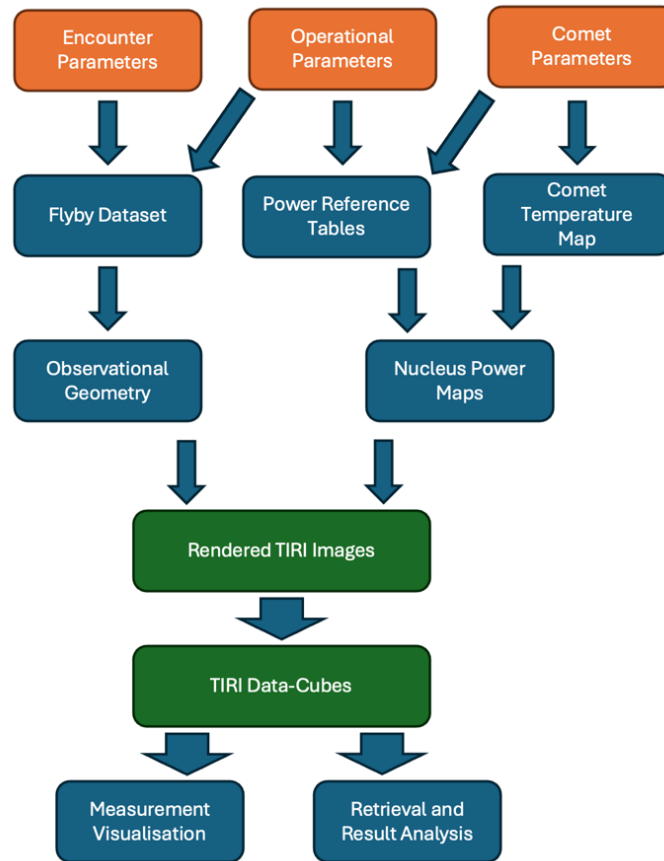 Encounter
Parameters
Operational
Parameters
Comet
Parameters
Flyby Dataset
Power Reference
Tables
Comet
Temperature
Map
Observational
Geometry
Nucleus Power
Maps
Rendered TIRI Images
TIRI Data-Cubes
Measurement
Visualisation
Retrieval and
Result Analysis